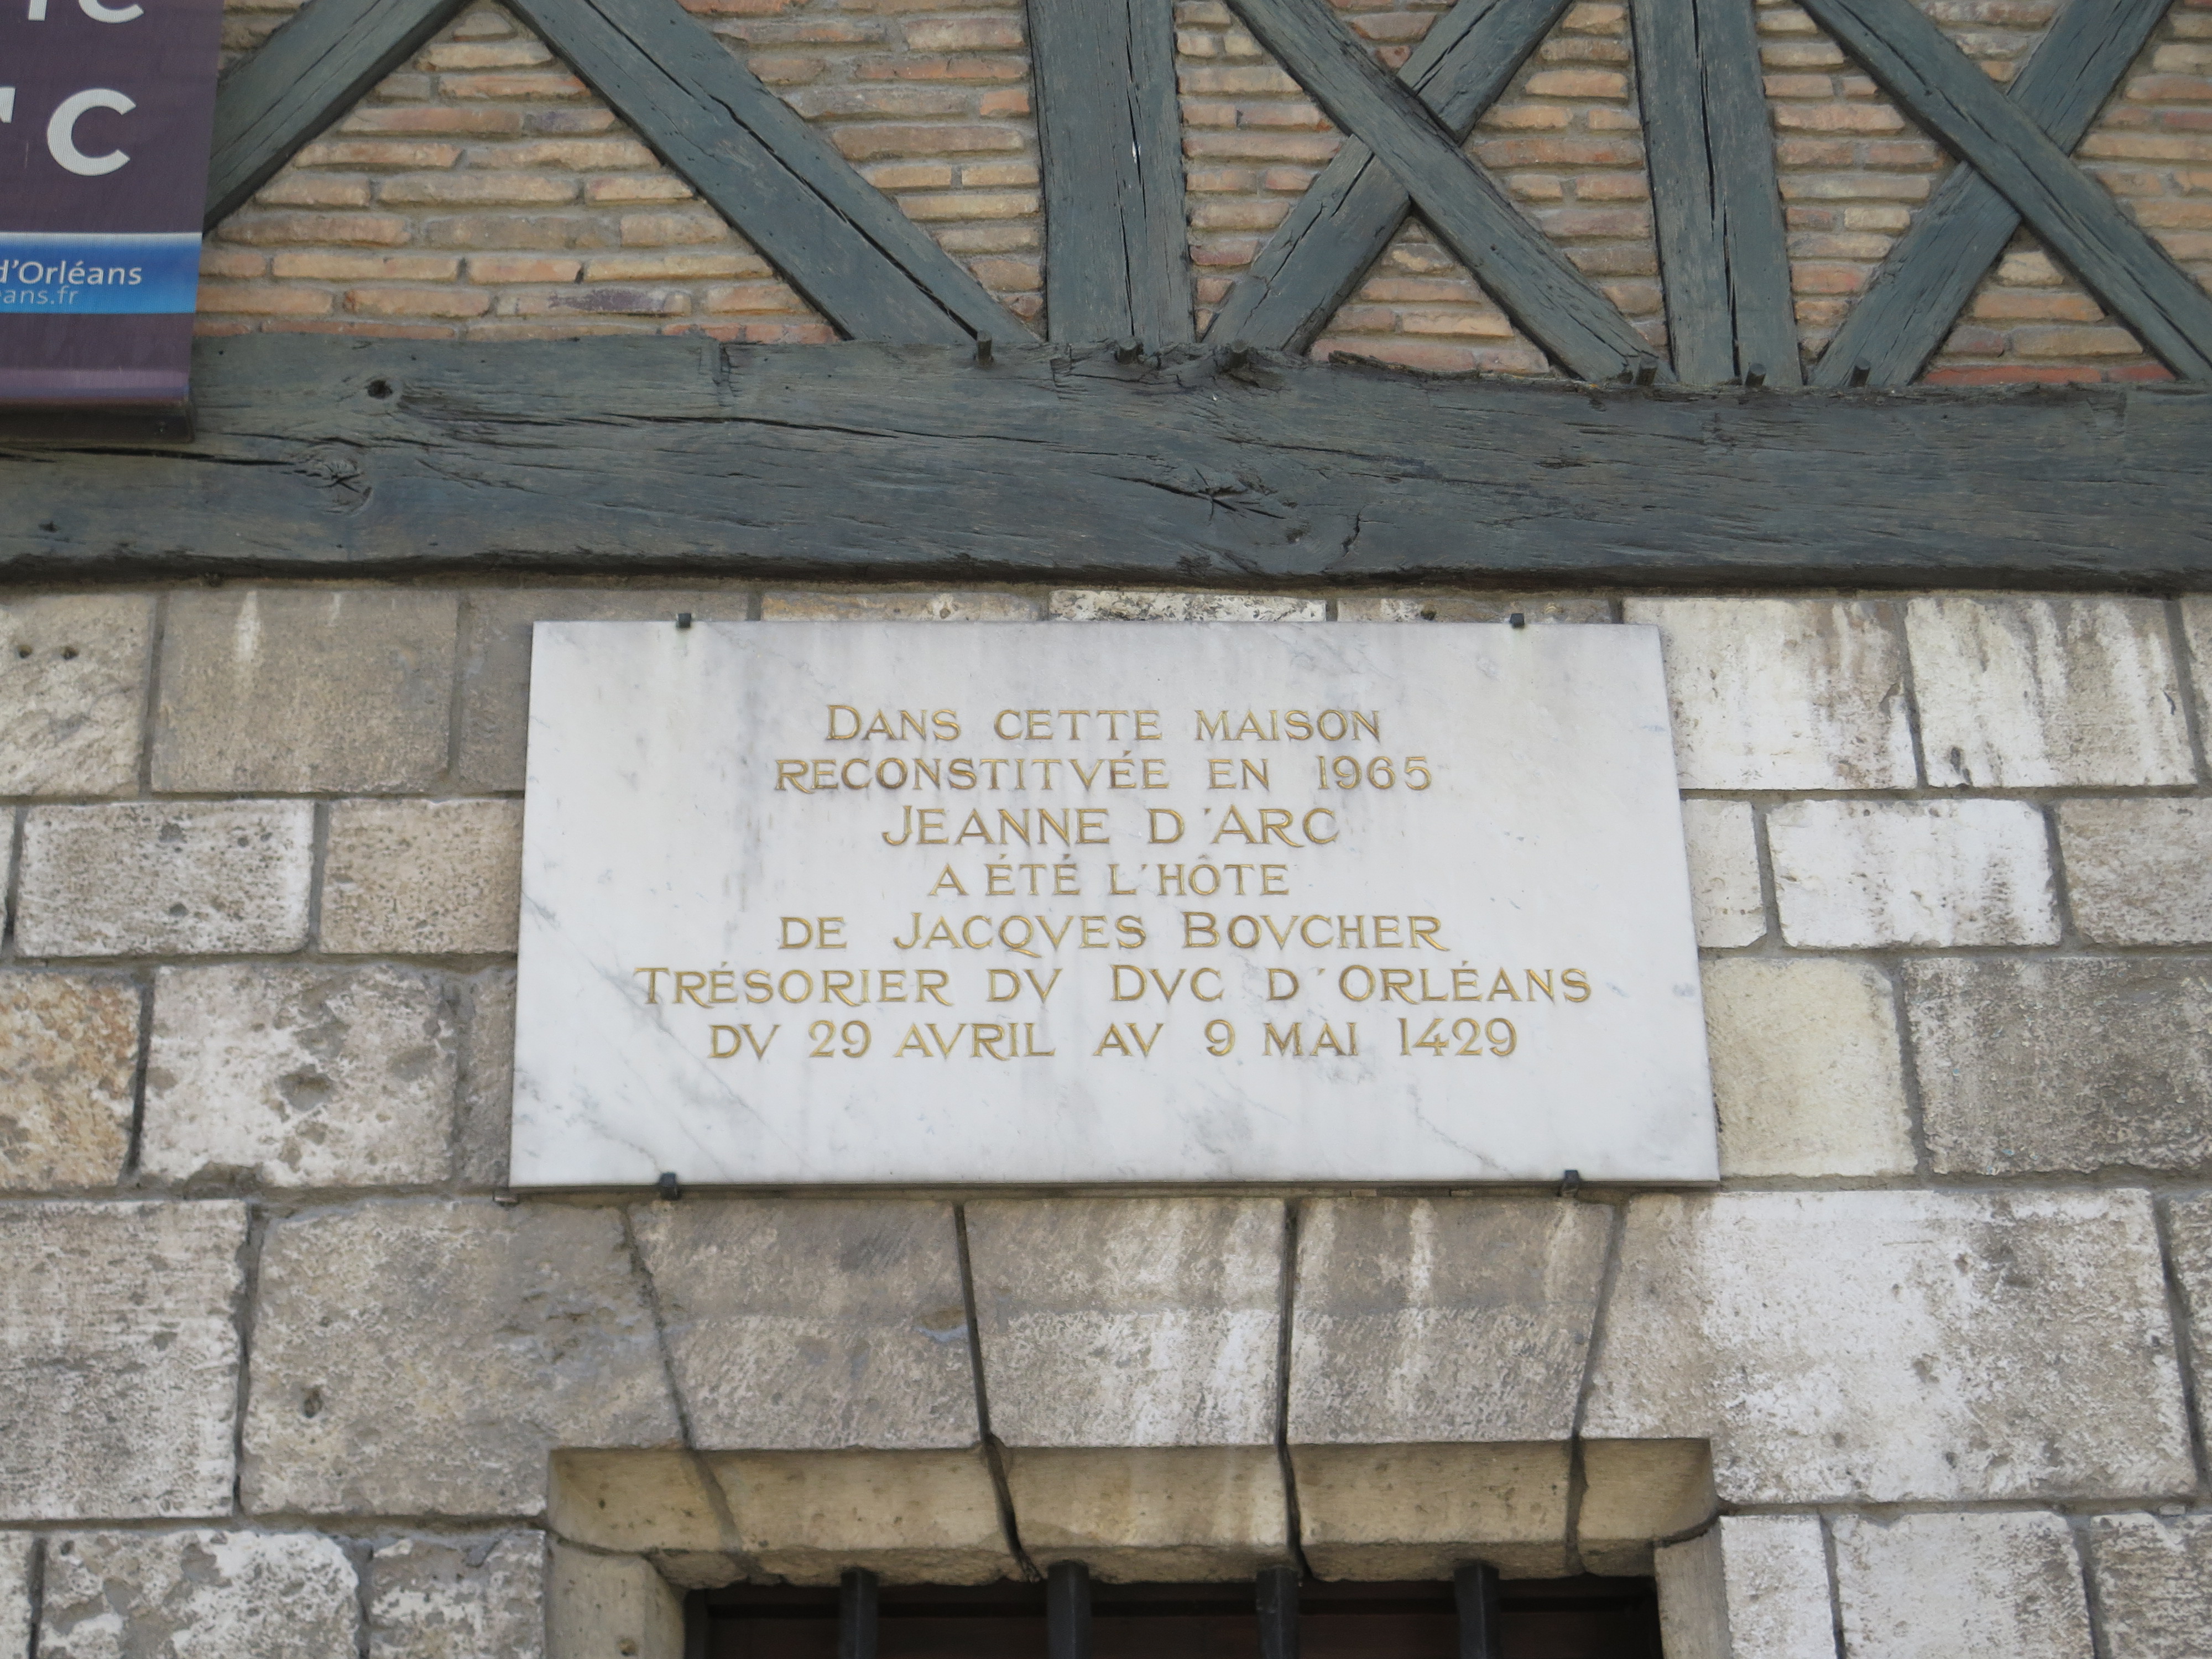 c
d'Orléans
DANS CETTE MAISON
RECONSTITVÉE EN 1965
JEANNE D'ARC
A ÉTÉ L'HÔTE
DE JACQVES BOVCHER
TRÉSORIER DV DVC D'ORLÉANS
DV 29 AVRIL AV 9 MAI 1429